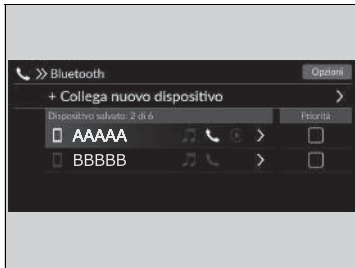 Bluetooth
Opzioni
+ Collega nuovo dispositivo
Dispositivo salvato: 2 di 6
Priorità
AAAAA
BBBBB